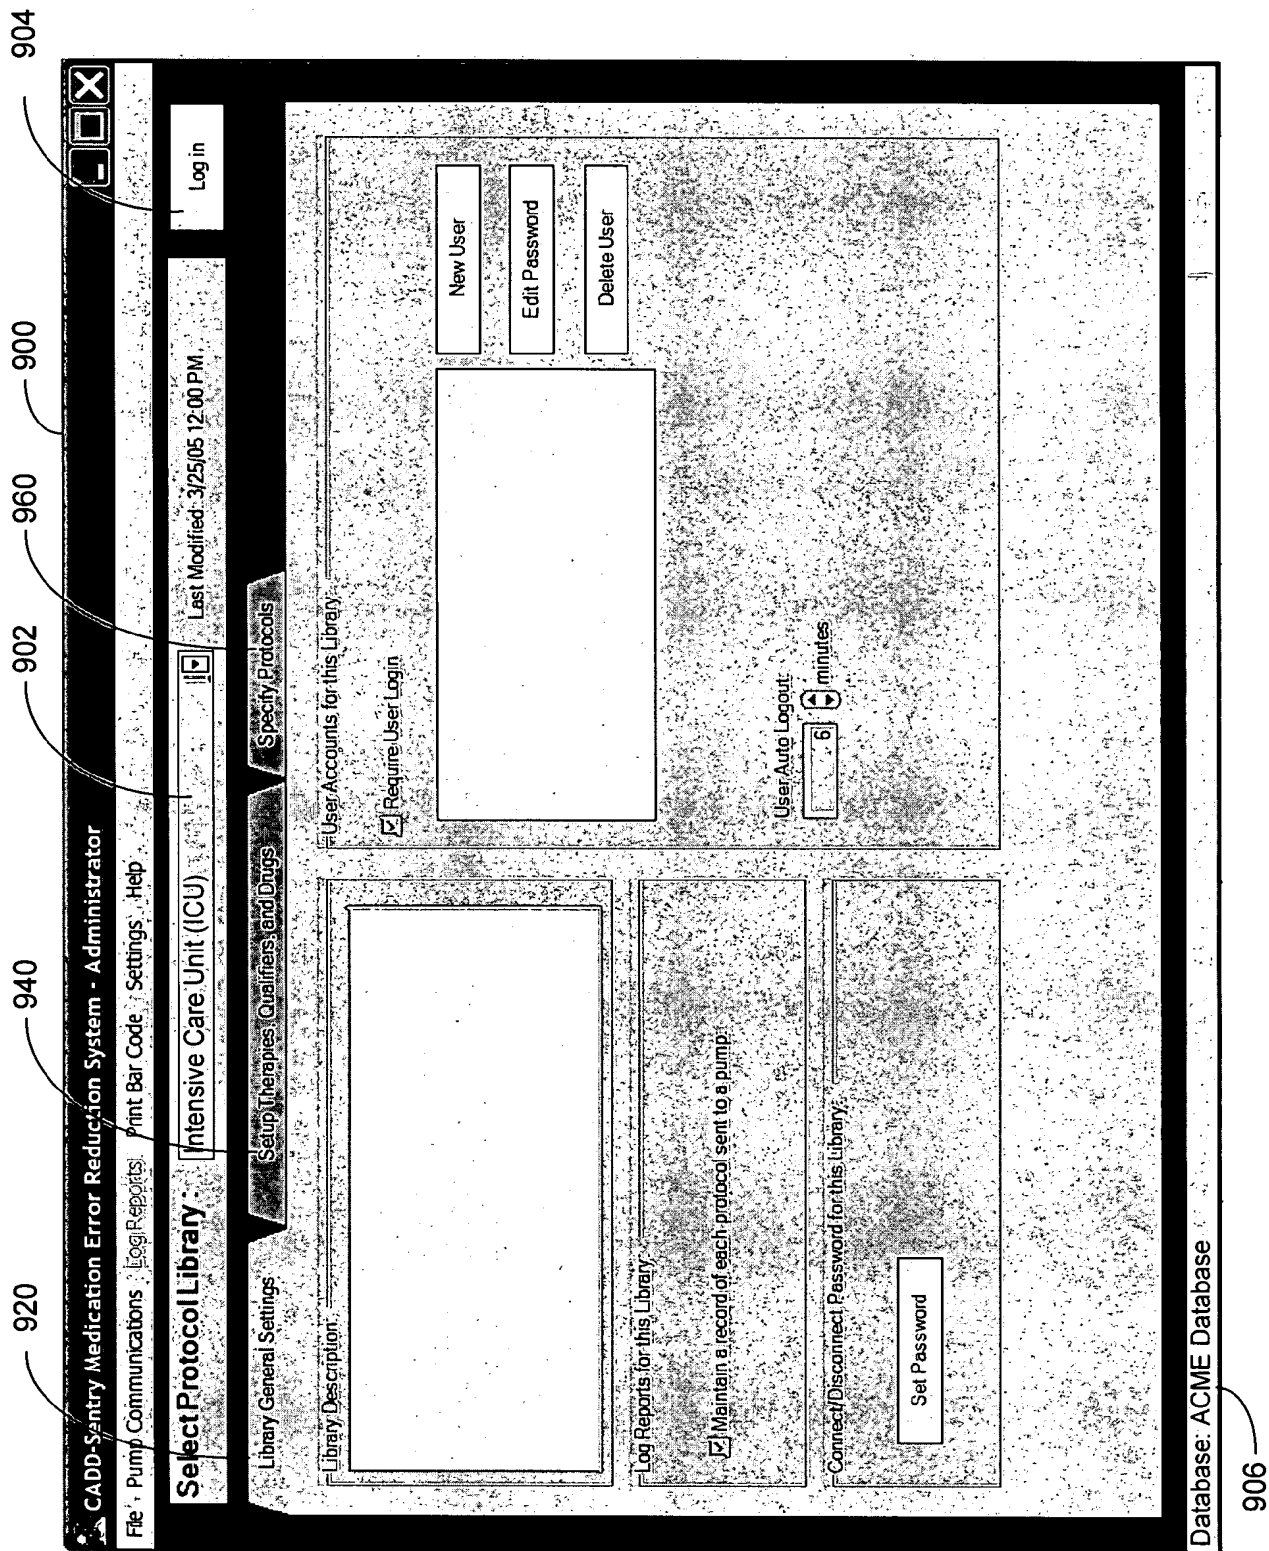 904
900
960
902
940
920
CADD-Sentry Medication Error Reduction System - Administrator
File Pump Communications Log Reports Print Bar Code Settings Help
Select Protocol Library: Intensive Care Unit (ICU) Last Modified: 3/25/05 12:00 PM Log in
Library General Settings Setup Therapies, Qualifiers, and Drugs Specify Protocols
Library Description
Log Reports for this Library
Maintain a record of each protocol sent to a pump
Connect/Disconnect Password for this Library
Set Password
User Accounts for this Library
Require User Login
New User
Edit Password
Delete User
User Auto Logout:
6 minutes
Database: ACME Database
906